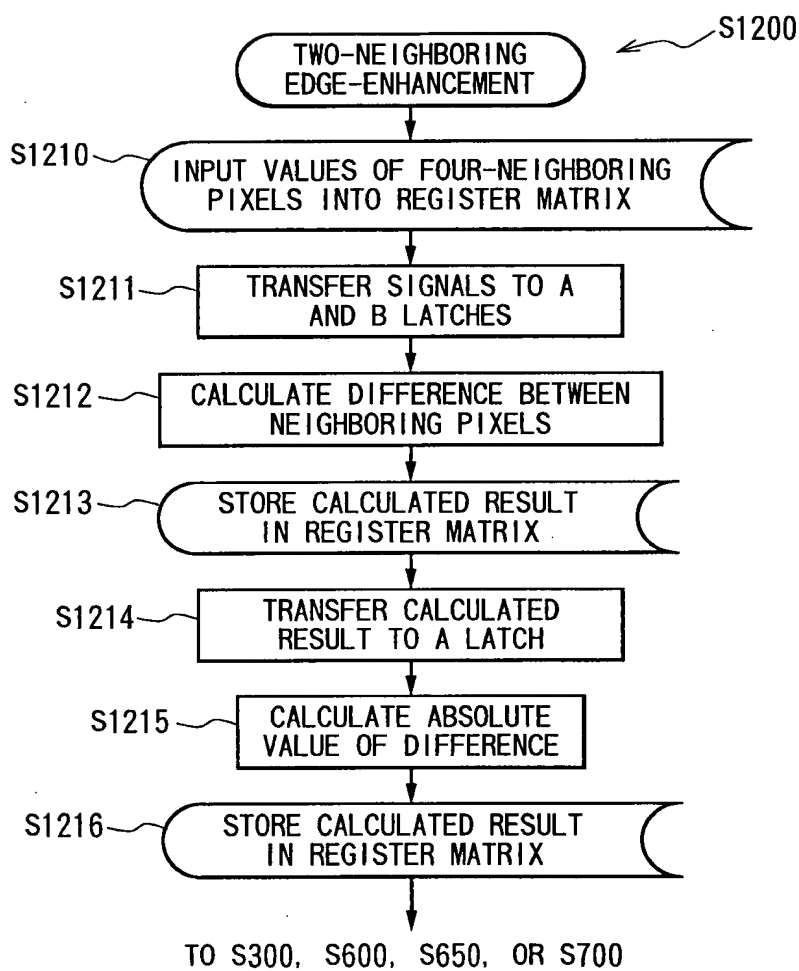 S1200
TWO-NEIGHBORING
EDGE-ENHANCEMENT
S1210
INPUT VALUES OF FOUR-NEIGHBORING
PIXELS INTO REGISTER MATRIX
S1211
TRANSFER SIGNALS TO A
AND B LATCHES
S1212
CALCULATE DIFFERENCE BETWEEN
NEIGHBORING PIXELS
S1213
STORE CALCULATED RESULT
IN REGISTER MATRIX
S1214
TRANSFER CALCULATED
RESULT TO A LATCH
S1215
CALCULATE ABSOLUTE
VALUE OF DIFFERENCE
S1216
STORE CALCULATED RESULT
IN REGISTER MATRIX
TO S300, S600, S650, OR S700